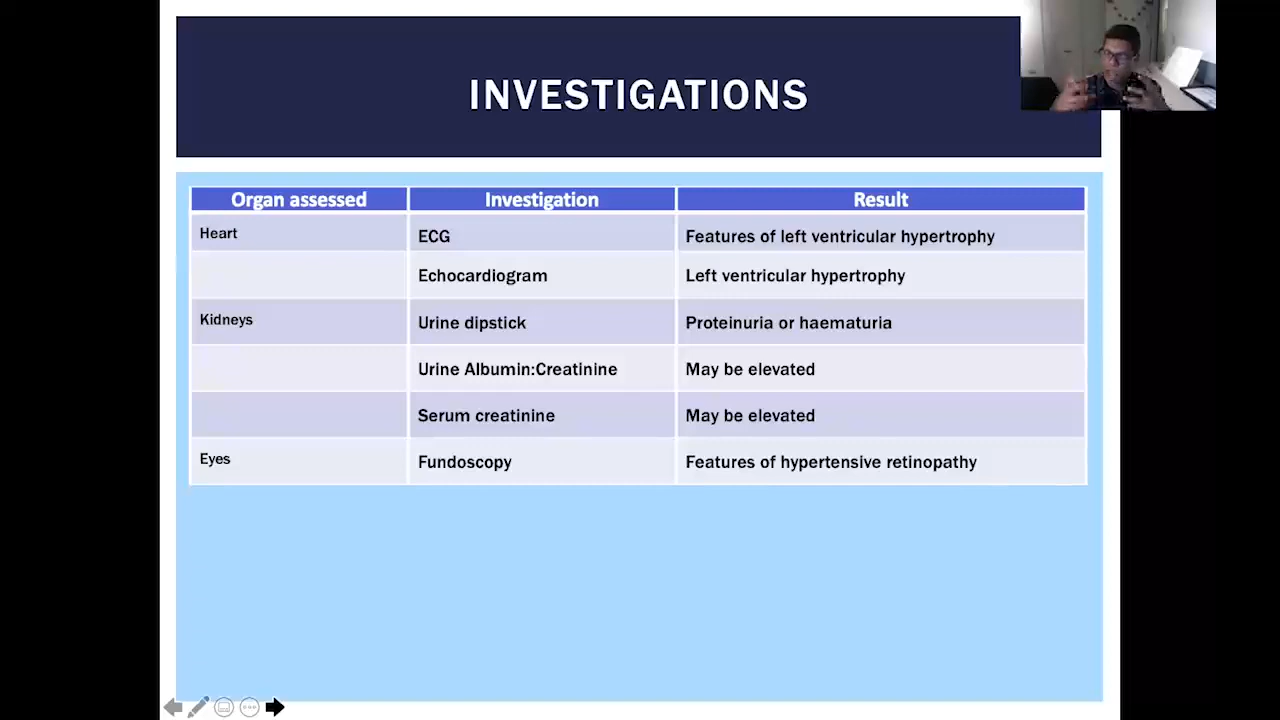 INVESTIGATIONS
Organ assessed Investigation Result
Heart ECG Features of left ventricular hypertrophy
Echocardiogram Left ventricular hypertrophy
Kidneys Urine dipstick Proteinuria or haematuria
Urine Albumin:Creatinine May be elevated
Serum creatinine May be elevated
Eyes Fundoscopy Features of hypertensive retinopathy